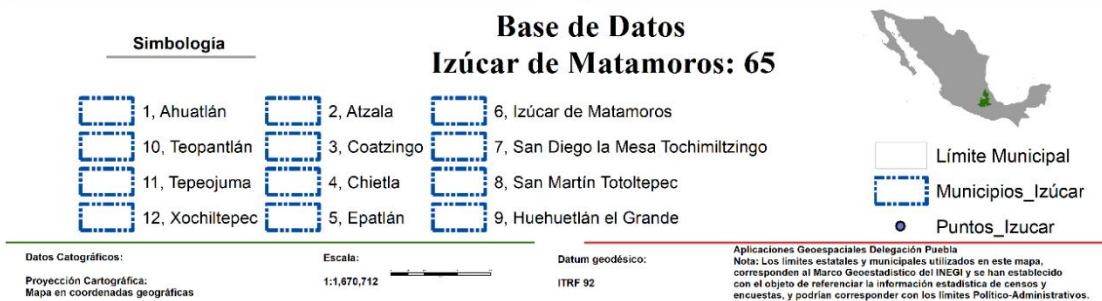 Simbología
Base de Datos
Izúcar de Matamoros: 65
1, Ahuatlán
2, Atzala
6, Izúcar de Matamoros
10, Teopantlán
3, Coatzingo
7, San Diego la Mesa Tochimiltzingo
11, Tepeojuma
4, Chietla
8, San Martín Totoltepec
12, Xochiltepec
5, Epatlán
9, Huehuetlán el Grande
Límite Municipal
Municipios_Izúcar
Puntos_Izucar
Datos Catográficos:
Proyección Cartográfica:
Mapa en coordenadas geográficas
Escala:
1:1,670,712
Datum geodésico:
ITRF 92
Aplicaciones Geoespaciales Delegación Puebla
Nota: Los límites estatales y municipales utilizados en este mapa,
corresponden al Marco Geoestadístico del INEGI y se han establecido
con el objeto de referenciar la información estadística de censos y
encuestas, y podrían corresponder con los límites Político-Administrativos.